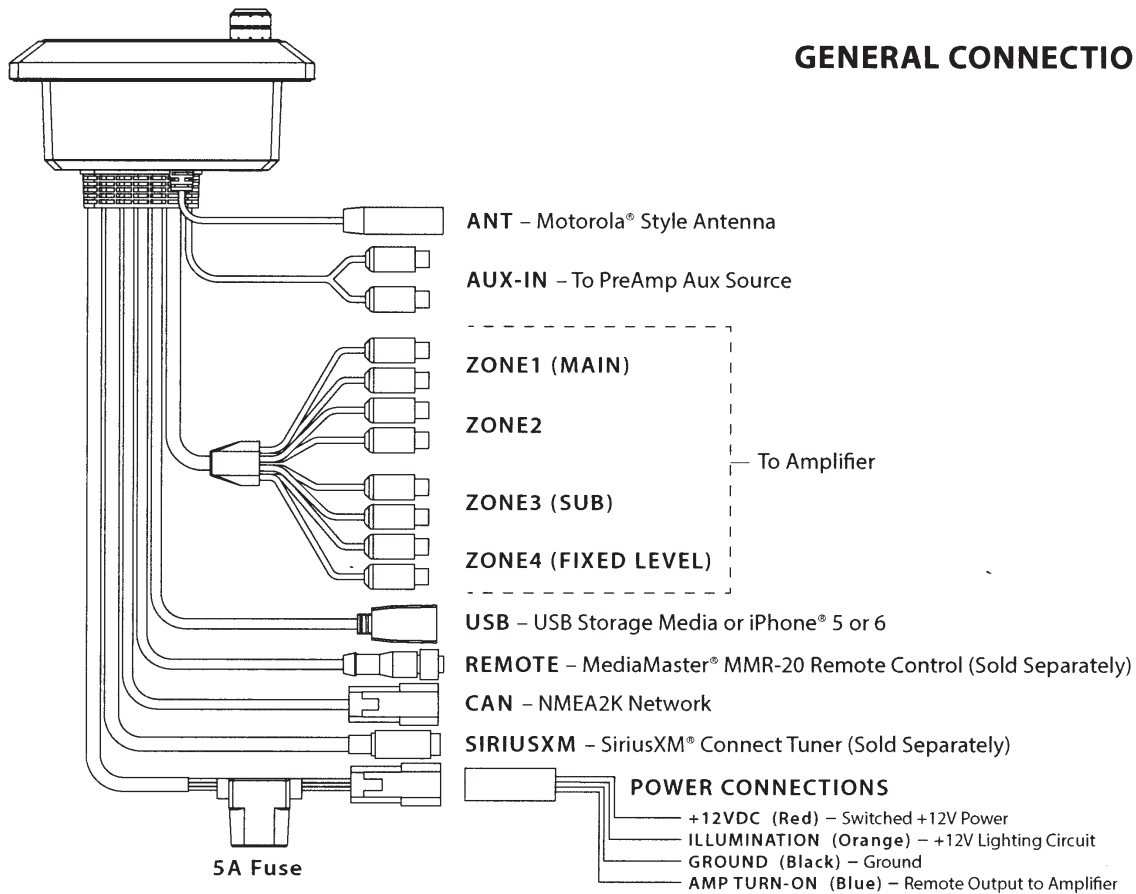 GENERAL CONNECTIO
ANT – Motorola® Style Antenna
AUX-IN – To PreAmp Aux Source
ZONE1 (MAIN)
ZONE2
To Amplifier
ZONE3 (SUB)
ZONE4 (FIXED LEVEL)
USB – USB Storage Media or iPhone® 5 or 6
REMOTE – MediaMaster® MMR-20 Remote Control (Sold Separately)
CAN – NMEA2K Network
SIRIUSXM – SiriusXM® Connect Tuner (Sold Separately)
POWER CONNECTIONS
+12VDC (Red) – Switched +12V Power
ILLUMINATION (Orange) – +12V Lighting Circuit
GROUND (Black) – Ground
AMP TURN-ON (Blue) – Remote Output to Amplifier
5A Fuse